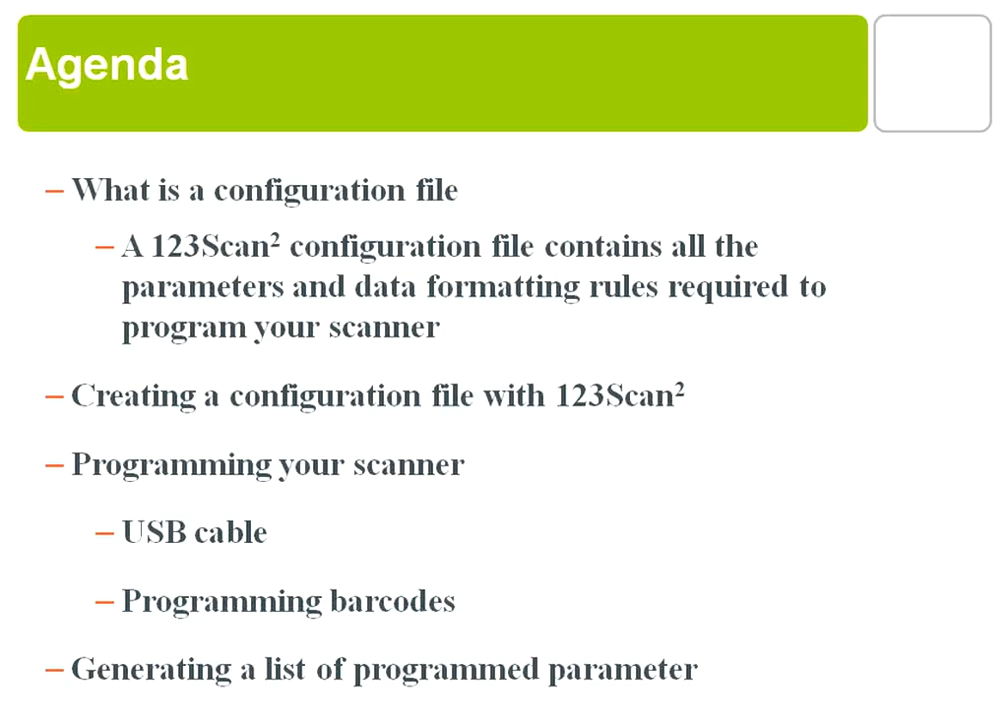 Agenda
– What is a configuration file
– A 123Scan² configuration file contains all the
parameters and data formatting rules required to
program your scanner
– Creating a configuration file with 123Scan²
– Programming your scanner
– USB cable
– Programming barcodes
– Generating a list of programmed parameter